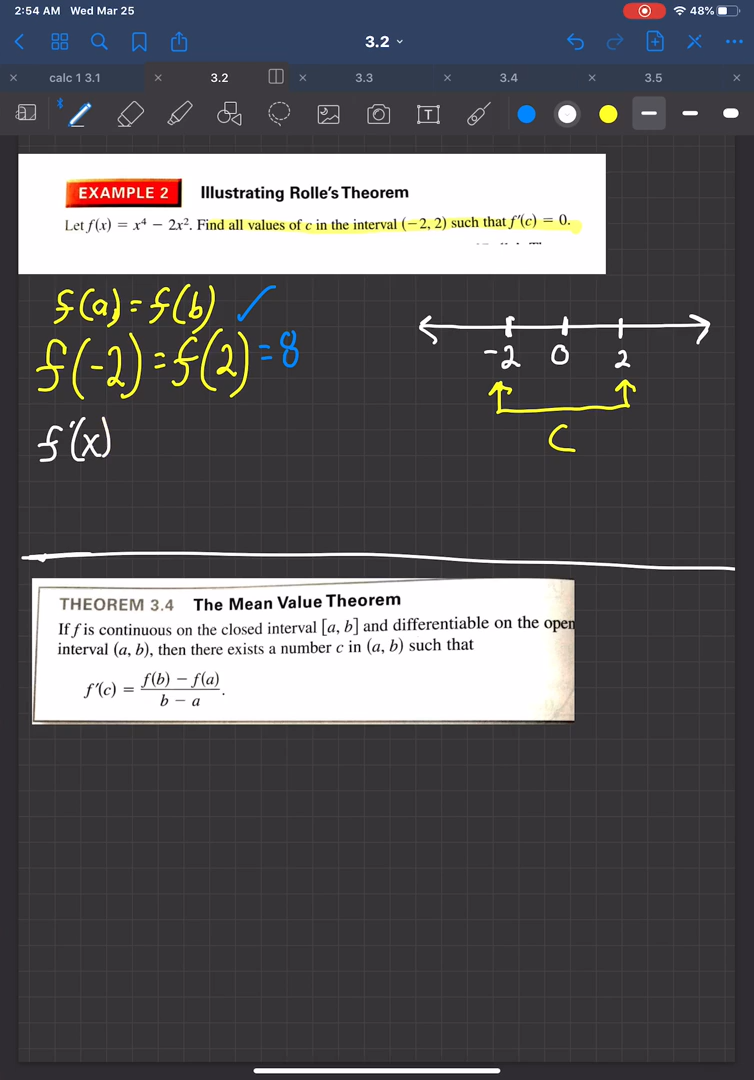 2:54 AM Wed Mar 25
48%
3.2
calc 1 3.1
3.2
3.3
3.4
3.5
T
EXAMPLE 2 Illustrating Rolle's Theorem
Let f(x) = x⁴ − 2x². Find all values of c in the interval (−2, 2) such that f′(c) = 0.
f(a) = f(b) ✓
f(-2) = f(2) = 8
-2 0 2
C
f'(x)
THEOREM 3.4 The Mean Value Theorem
If f is continuous on the closed interval [a, b] and differentiable on the open
interval (a, b), then there exists a number c in (a, b) such that
f′(c) = f(b) − f(a) / b − a.